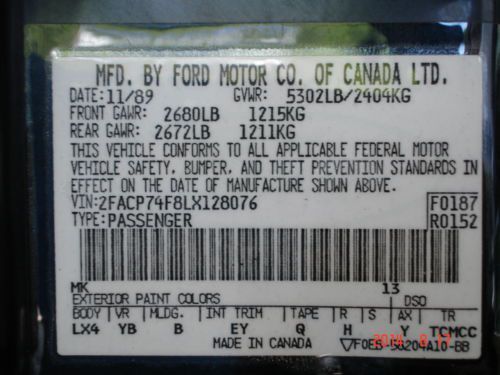 MFD. BY FORD MOTOR CO. OF CANADA LTD.
DATE: 11/89 GVWR: 5302LB/2404KG
FRONT GAWR: 2680LB 1215KG
REAR GAWR: 2672LB 1211KG
THIS VEHICLE CONFORMS TO ALL APPLICABLE FEDERAL MOTOR
VEHICLE SAFETY, BUMPER, AND THEFT PREVENTION STANDARDS IN
EFFECT ON THE DATE OF MANUFACTURE SHOWN ABOVE.
VIN: 2FACP74F8LX128076 F0187
TYPE: PASSENGER R0152
MK 13
EXTERIOR PAINT COLORS DSO
BODY VR MLDG. INT TRIM TAPE R S AX TR
LX4 YB B EY Q H Y TCMCC
MADE IN CANADA